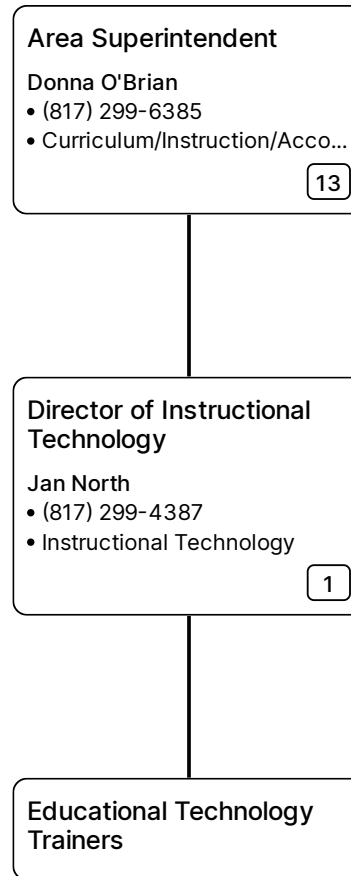 Area Superintendent
Donna O'Brian
• (817) 299-6385
• Curriculum/Instruction/Acco...
13
Director of Instructional
Technology
Jan North
• (817) 299-4387
• Instructional Technology
1
Educational Technology
Trainers